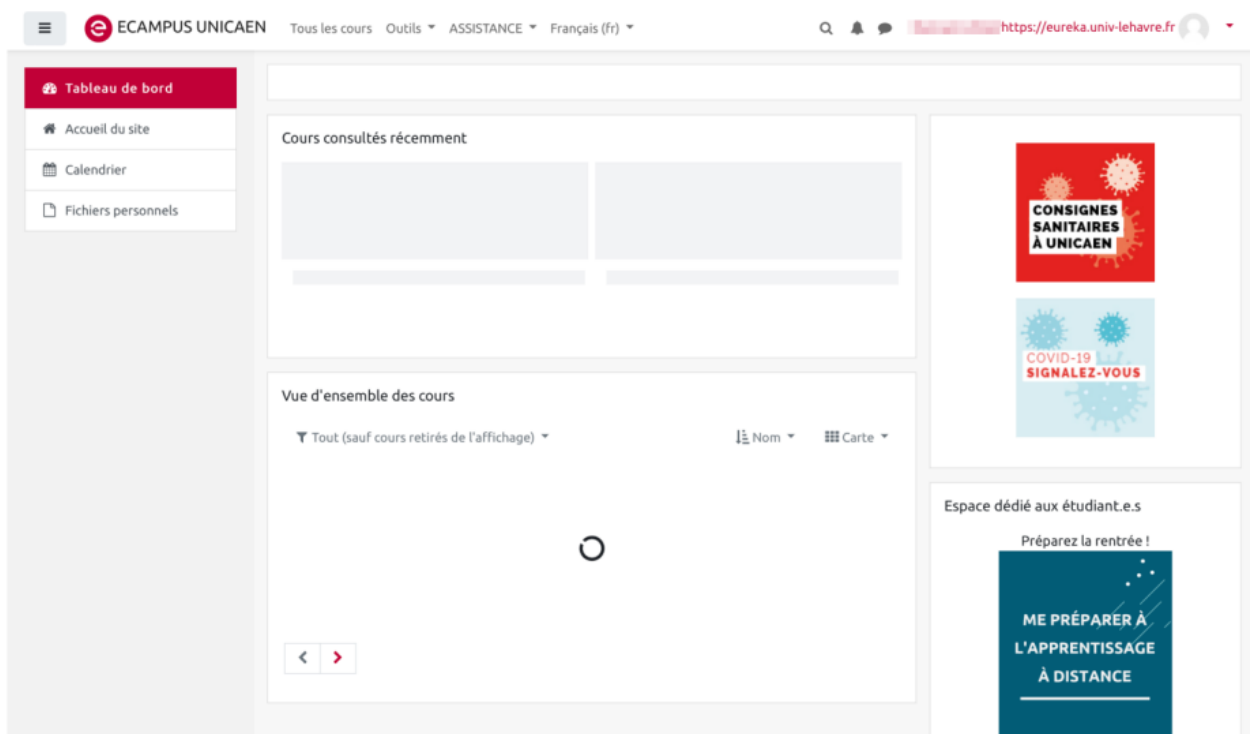 ECAMPUS UNICAEN Tous les cours Outils ASSISTANCE Français (fr) https://eureka.univ-lehavre.fr
Tableau de bord
Accueil du site
Calendrier
Fichiers personnels
Cours consultés récemment
CONSIGNES
SANITAIRES
À UNICAEN
COVID-19
SIGNALEZ-VOUS
Vue d'ensemble des cours
Tout (sauf cours retirés de l'affichage) Nom Carte
Espace dédié aux étudiant.e.s
Préparez la rentrée !
ME PRÉPARER À
L'APPRENTISSAGE
À DISTANCE